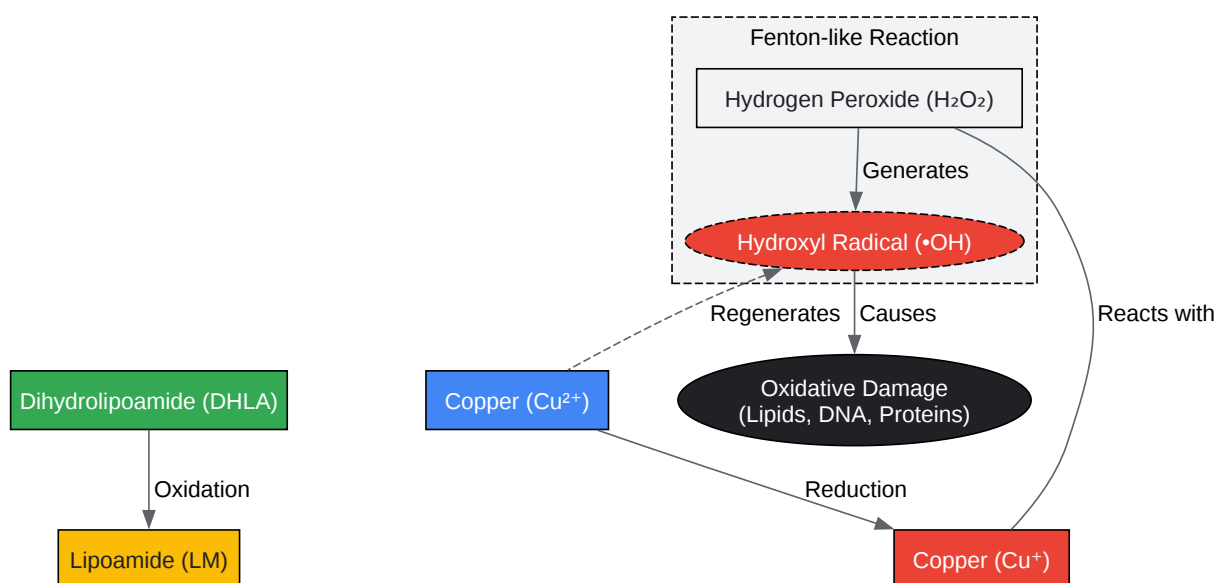 Fenton-like Reaction
Hydrogen Peroxide (H₂O₂)
Generates
Hydroxyl Radical (•OH)
Regenerates
Causes
Reacts with
Dihydrolipoamide (DHLA)
Copper (Cu²⁺)
Oxidative Damage
(Lipids, DNA, Proteins)
Oxidation
Reduction
Lipoamide (LM)
Copper (Cu⁺)